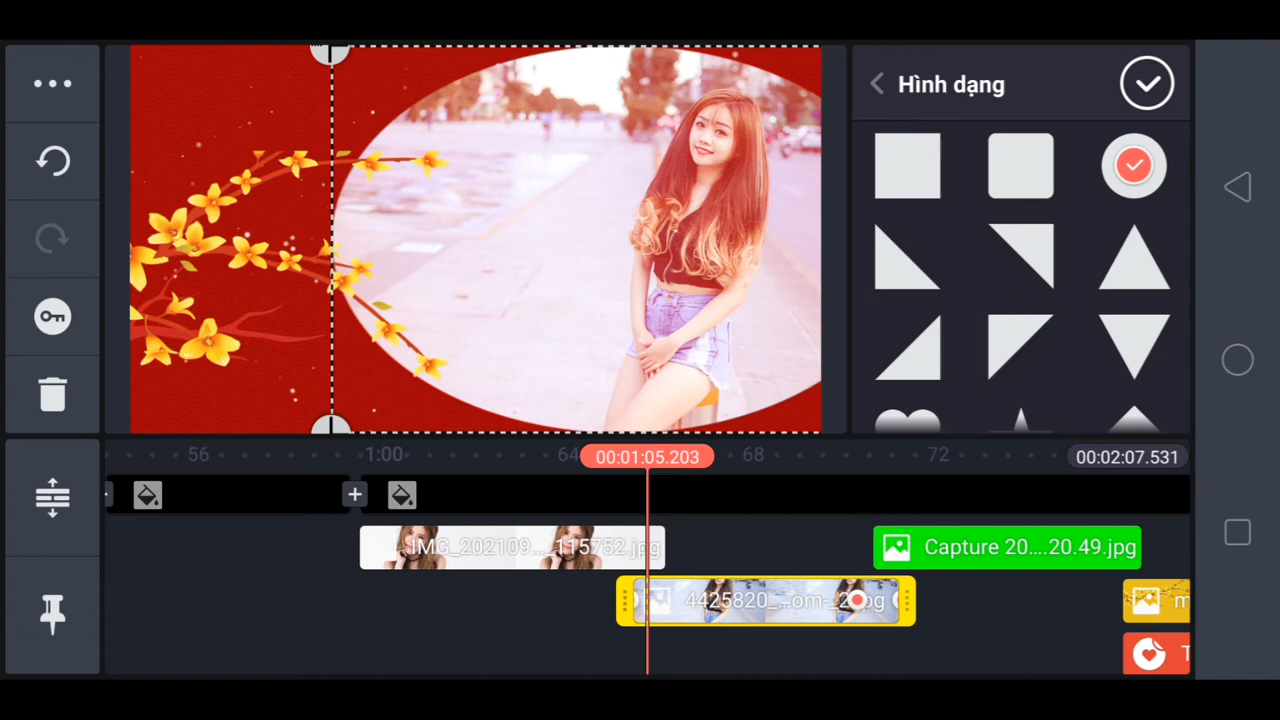 Hình dạng
56
1:00
64
00:01:05.203
68
72
00:02:07.531
IMG_202109...._115752.jpg
Capture 20.....20.49.jpg
4425820_...om-_2.jpg
m
T